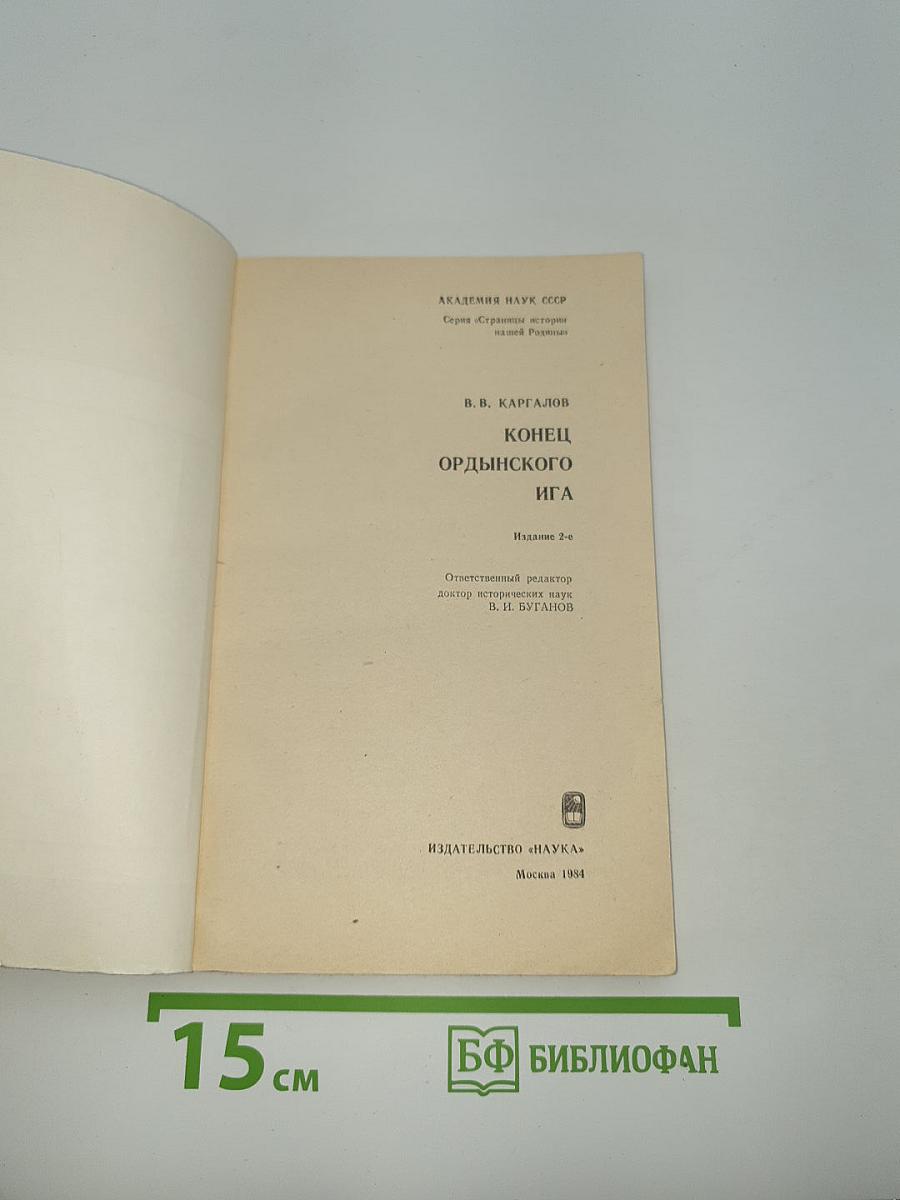 АКАДЕМИЯ НАУК СССР
Серия «Страницы истории
нашей Родины»
В. В. КАРГАЛОВ
КОНЕЦ
ОРДЫНСКОГО
ИГА
Издание 2-е
Ответственный редактор
доктор исторических наук
В. И. БУГАНОВ
ИЗДАТЕЛЬСТВО «НАУКА»
Москва 1984
15 см
БФ БИБЛИОФАН